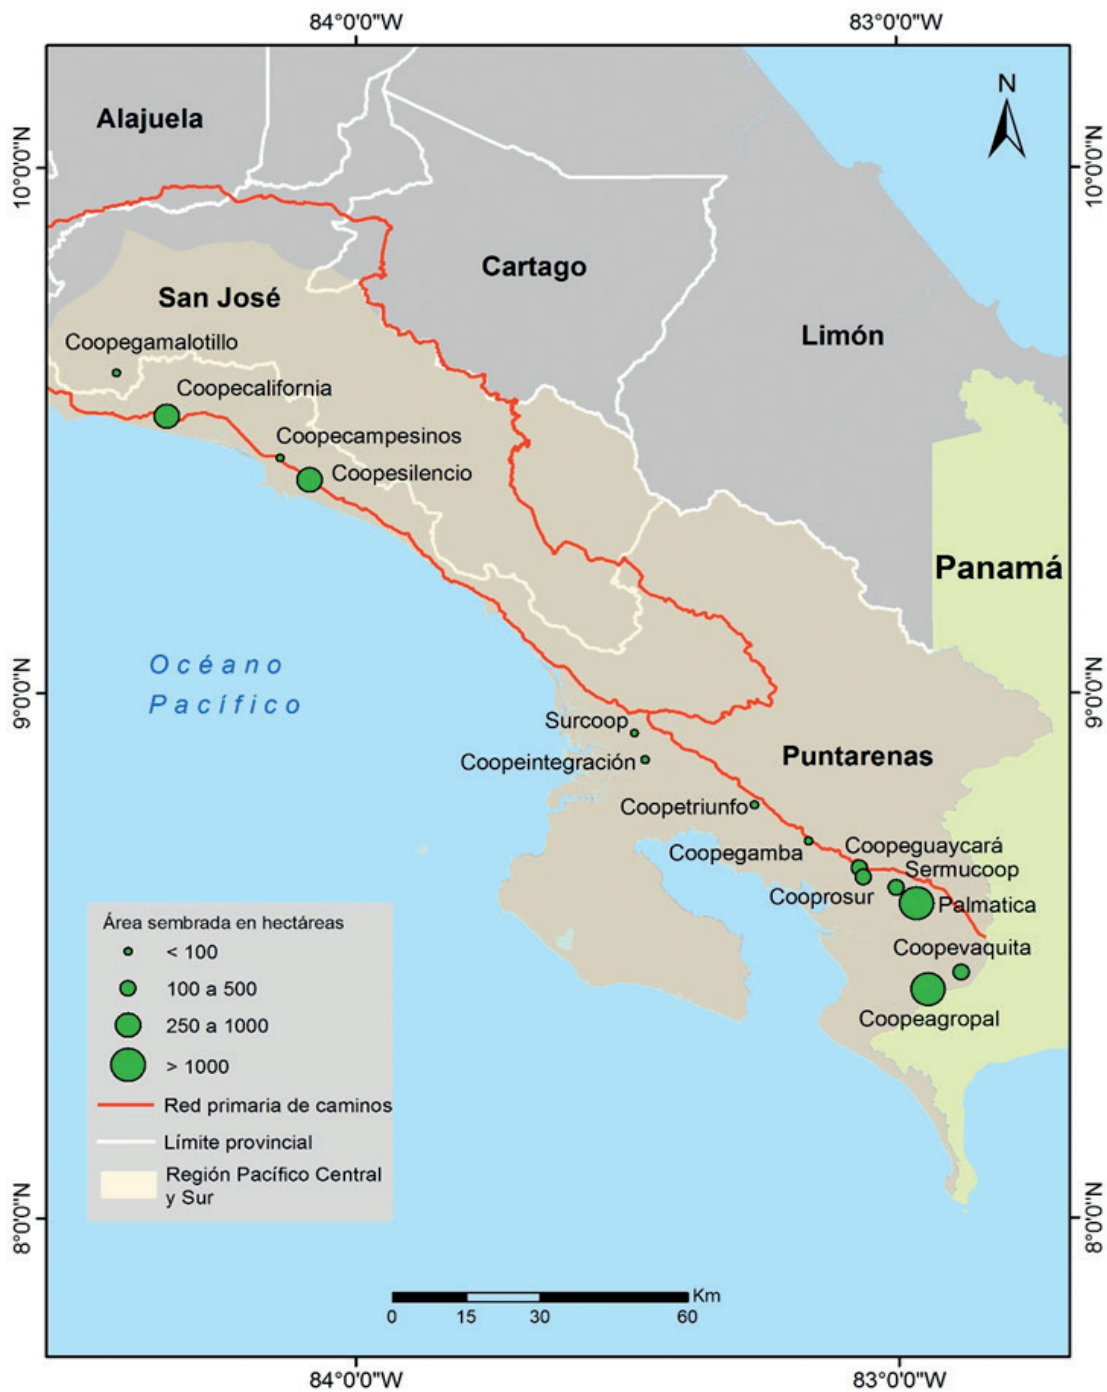 84°0'0"W
83°0'0"W
N
Alajuela
10°0'0"N
10°0'0"N
Cartago
San José
Limón
Coopegamalotillo
Coopecalifornia
Coopecampesinos
Coopesilencio
Panamá
Océano
Pacífico
9°0'0"N
9°0'0"N
Surcoop
Puntarenas
Coopeintegración
Coopetriunfo
Coopegamba
Coopeguaycará
Sermucoop
Cooprosur
Palmatica
Coopevaquita
Coopeagropal
Área sembrada en hectáreas
< 100
100 a 500
250 a 1000
> 1000
Red primaria de caminos
Límite provincial
Región Pacífico Central
y Sur
8°0'0"N
8°0'0"N
Km
0 15 30 60
84°0'0"W
83°0'0"W